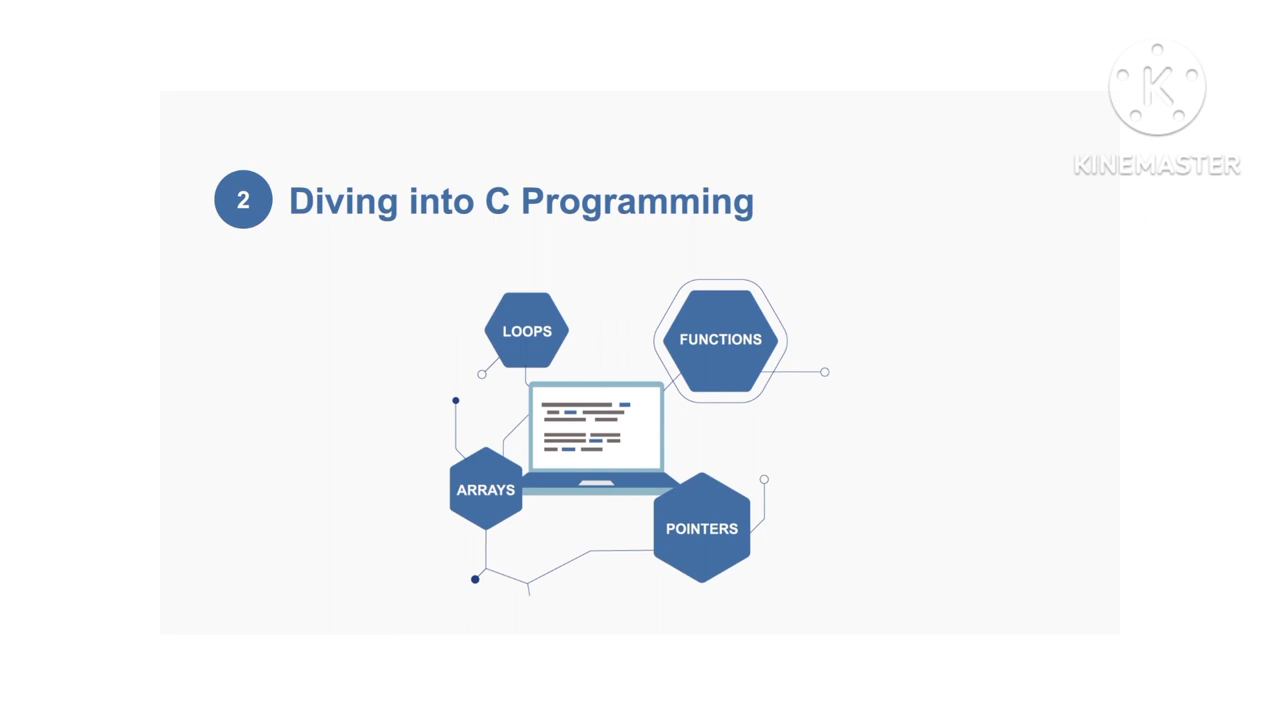 KINEMASTER
2 Diving into C Programming
LOOPS
FUNCTIONS
ARRAYS
POINTERS